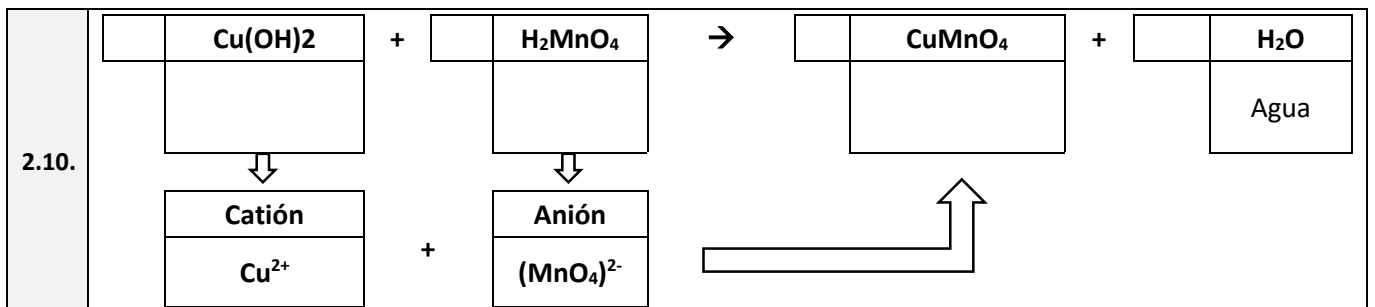 Cu(OH)2 + H₂MnO₄ → CuMnO₄ + H₂O
Agua
2.10.
Catión + Anión
Cu²⁺ (MnO₄)²⁻